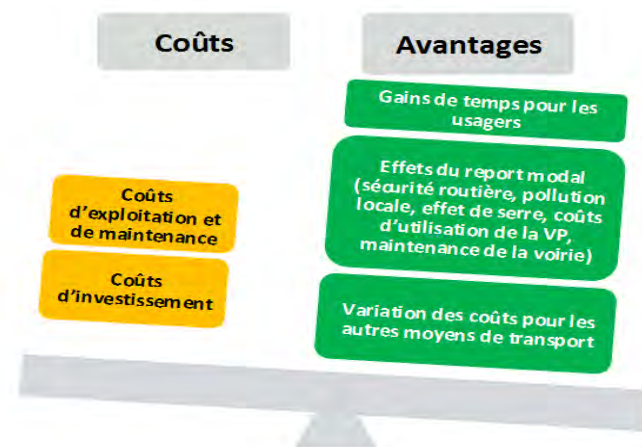 Coûts
Avantages
Coûts
d'exploitation et
de maintenance
Coûts
d'investissement
Gains de temps pour les
usagers
Effets du report modal
(sécurité routière, pollution
locale, effet de serre, coûts
d'utilisation de la VP,
maintenance de la voirie)
Variation des coûts pour les
autres moyens de transport